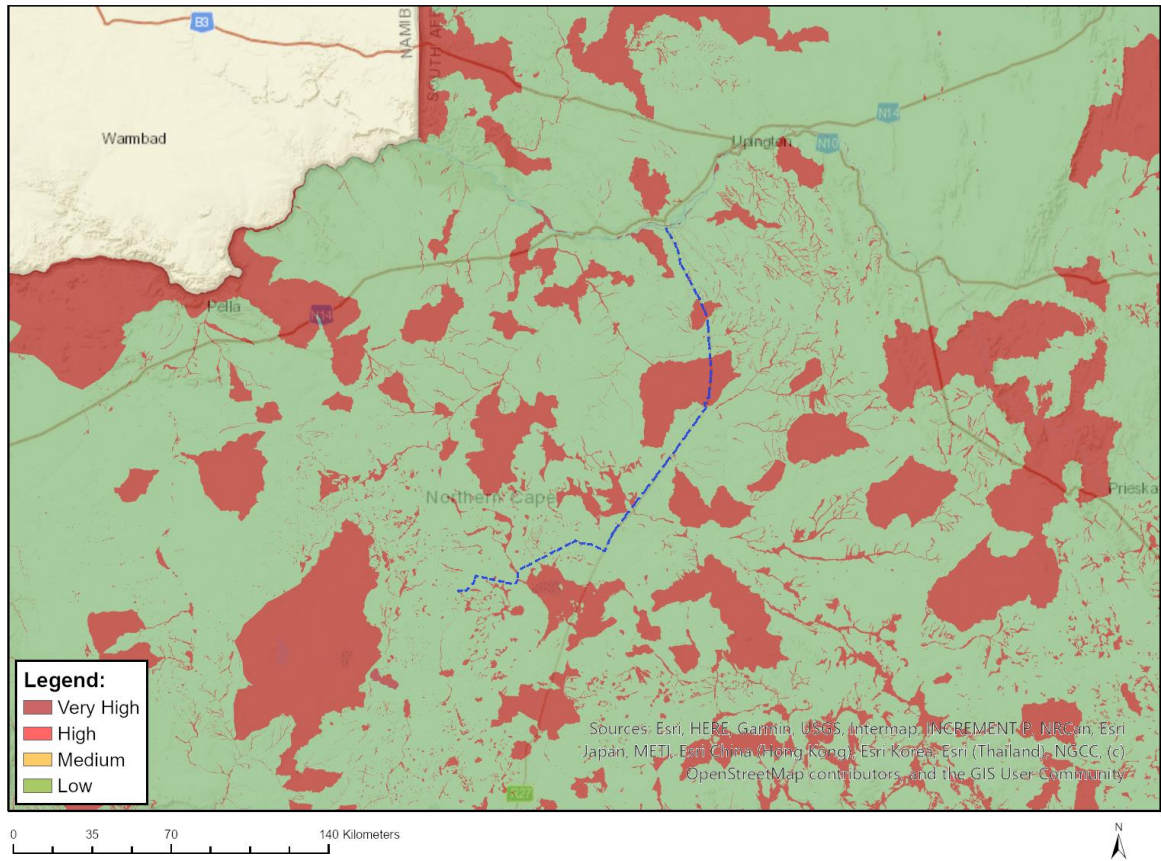 B3
NAMIB
SOUTH AFR
Warmbad
N14
Upington
N10
Pella
N14
Northern Cape
Prieska
R27
Legend:
Very High
High
Medium
Low
Sources: Esri, HERE, Garmin, USGS, Intermap, INCREMENT P, NRCan, Esri
Japan, METI, Esri China (Hong Kong), Esri Korea, Esri (Thailand), NGCC, (c)
OpenStreetMap contributors, and the GIS User Community
0 35 70 140 Kilometers
N